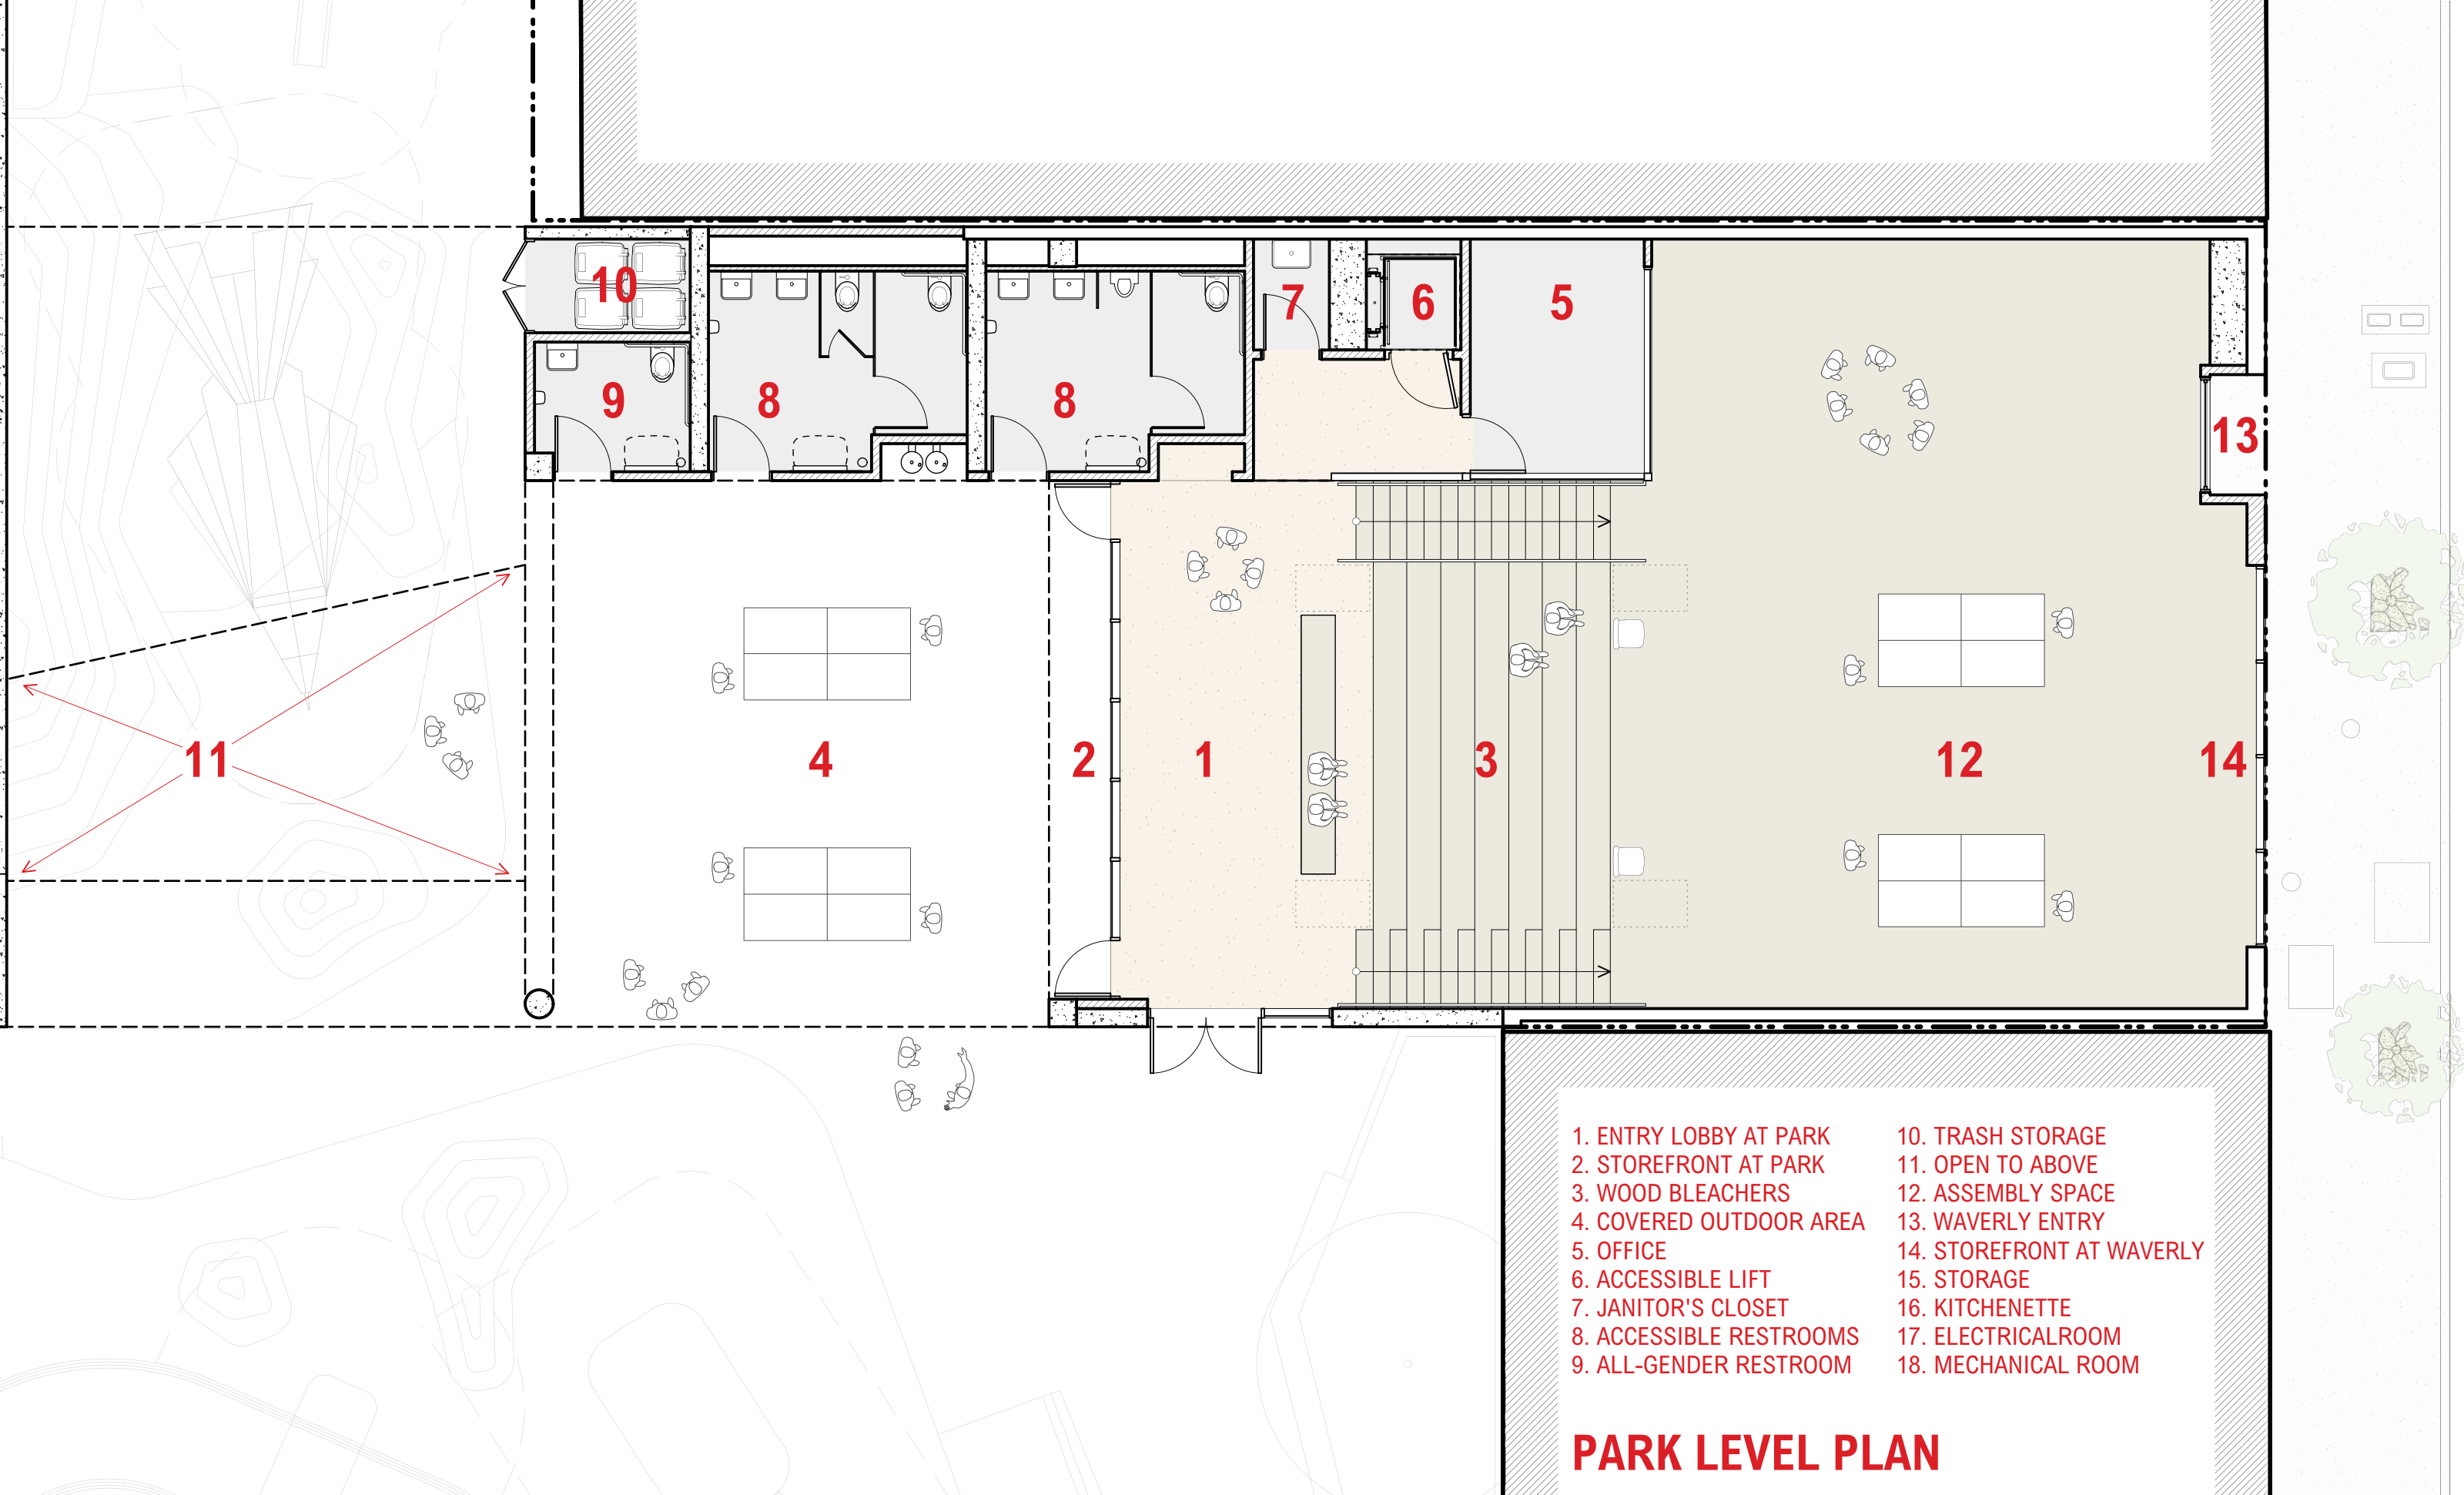 10
6
5
7
9
8
8
13
11
4
2
1
3
12
14
1. ENTRY LOBBY AT PARK
2. STOREFRONT AT PARK
3. WOOD BLEACHERS
4. COVERED OUTDOOR AREA
5. OFFICE
6. ACCESSIBLE LIFT
7. JANITOR'S CLOSET
8. ACCESSIBLE RESTROOMS
9. ALL-GENDER RESTROOM
10. TRASH STORAGE
11. OPEN TO ABOVE
12. ASSEMBLY SPACE
13. WAVERLY ENTRY
14. STOREFRONT AT WAVERLY
15. STORAGE
16. KITCHENETTE
17. ELECTRICALROOM
18. MECHANICAL ROOM
PARK LEVEL PLAN